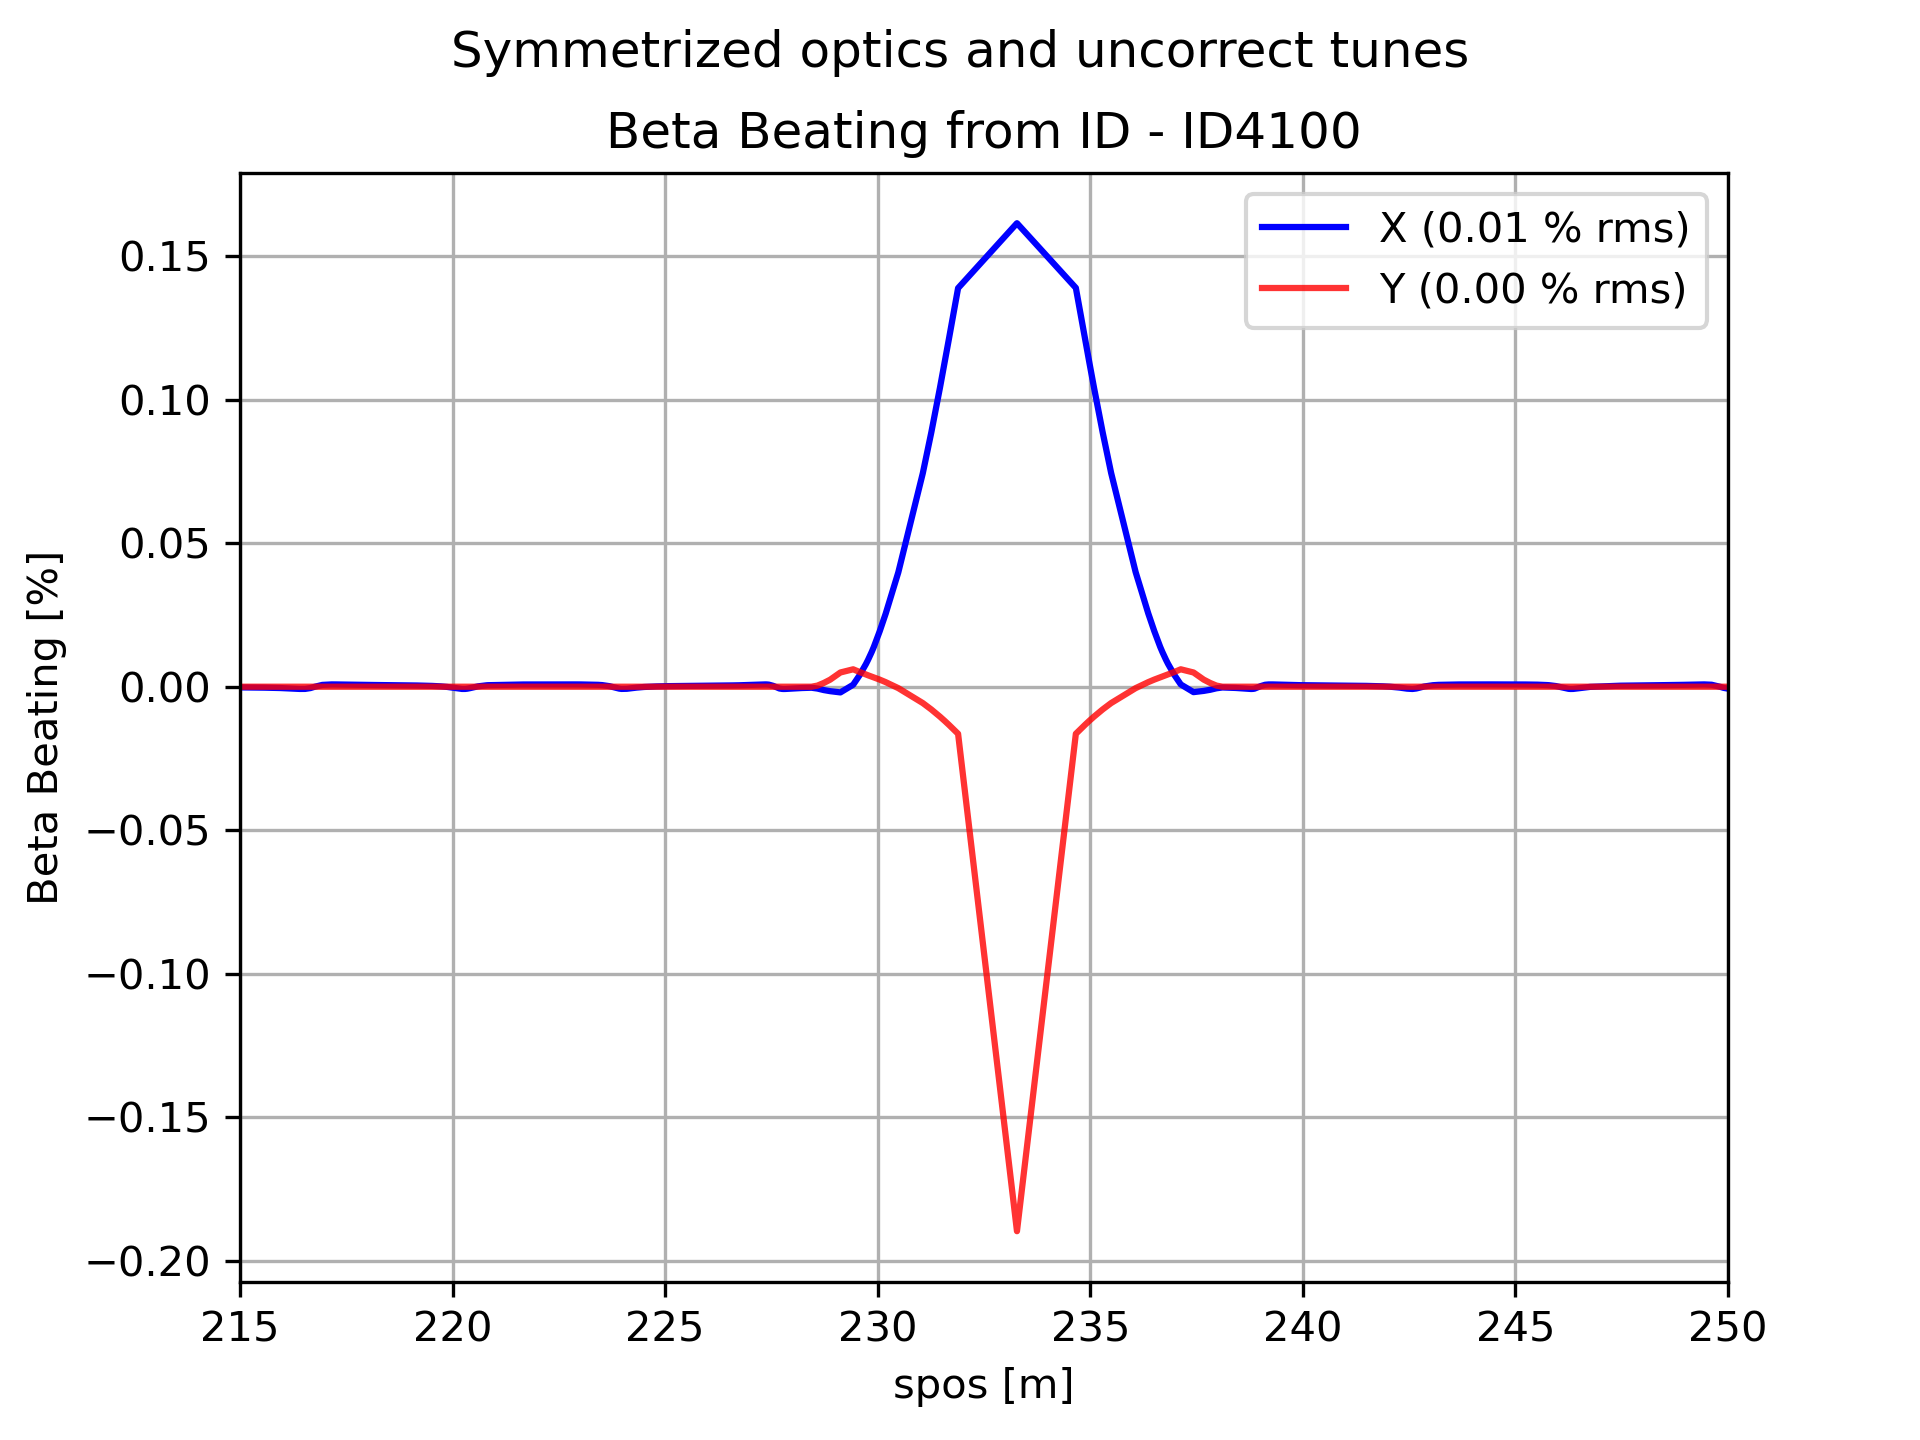 Symmetrized optics and uncorrect tunes
Beta Beating from ID - ID4100
X (0.01 % rms)
Y (0.00 % rms)
Beta Beating [%]
0.15
0.10
0.05
0.00
−0.05
−0.10
−0.15
−0.20
215 220 225 230 235 240 245 250
spos [m]